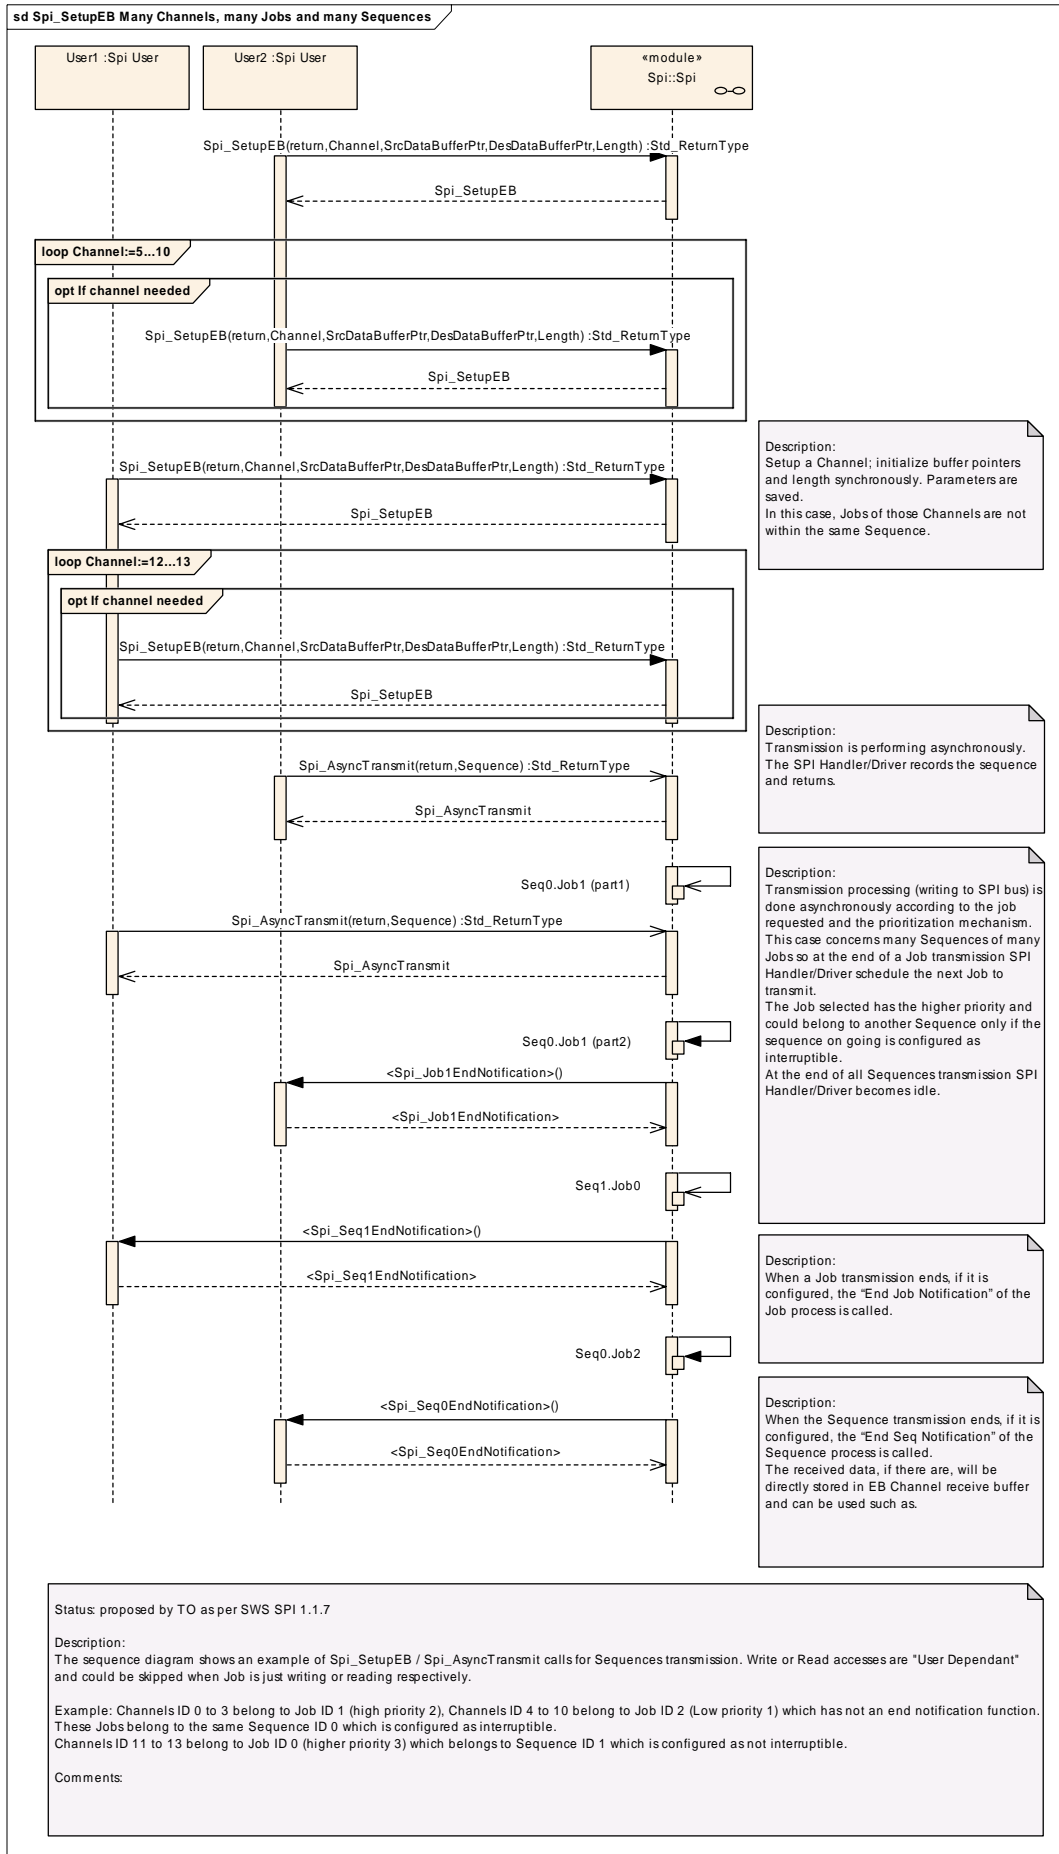 sd Spi_SetupEB Many Channels, many Jobs and many Sequences
User1 :Spi User
User2 :Spi User
«module»
Spi::Spi
Spi_SetupEB(return,Channel,SrcDataBufferPtr,DesDataBufferPtr,Length) :Std_ReturnType
Spi_SetupEB
loop Channel:=5...10
opt If channel needed
Spi_SetupEB(return,Channel,SrcDataBufferPtr,DesDataBufferPtr,Length) :Std_ReturnType
Spi_SetupEB
Description:
Setup a Channel; initialize buffer pointers
and length synchronously. Parameters are
saved.
In this case, Jobs of those Channels are not
within the same Sequence.
Spi_SetupEB(return,Channel,SrcDataBufferPtr,DesDataBufferPtr,Length) :Std_ReturnType
Spi_SetupEB
loop Channel:=12...13
opt If channel needed
Spi_SetupEB(return,Channel,SrcDataBufferPtr,DesDataBufferPtr,Length) :Std_ReturnType
Spi_SetupEB
Description:
Transmission is performing asynchronously.
The SPI Handler/Driver records the sequence
and returns.
Spi_AsyncTransmit(return,Sequence) :Std_ReturnType
Spi_AsyncTransmit
Description:
Transmission processing (writing to SPI bus) is
done asynchronously according to the job
requested and the prioritization mechanism.
This case concerns many Sequences of many
Jobs so at the end of a Job transmission SPI
Handler/Driver schedule the next Job to
transmit.
The Job selected has the higher priority and
could belong to another Sequence only if the
sequence on going is configured as
interruptible.
At the end of all Sequences transmission SPI
Handler/Driver becomes idle.
Seq0.Job1 (part1)
Spi_AsyncTransmit(return,Sequence) :Std_ReturnType
Spi_AsyncTransmit
Seq0.Job1 (part2)
<Spi_Job1EndNotification>()
<Spi_Job1EndNotification>
Seq1.Job0
<Spi_Seq1EndNotification>()
<Spi_Seq1EndNotification>
Description:
When a Job transmission ends, if it is
configured, the “End Job Notification” of the
Job process is called.
Seq0.Job2
<Spi_Seq0EndNotification>()
<Spi_Seq0EndNotification>
Description:
When the Sequence transmission ends, if it is
configured, the “End Seq Notification” of the
Sequence process is called.
The received data, if there are, will be
directly stored in EB Channel receive buffer
and can be used such as.
Status: proposed by TO as per SWS SPI 1.1.7
Description:
The sequence diagram shows an example of Spi_SetupEB / Spi_AsyncTransmit calls for Sequences transmission. Write or Read accesses are "User Dependant"
and could be skipped when Job is just writing or reading respectively.
Example: Channels ID 0 to 3 belong to Job ID 1 (high priority 2), Channels ID 4 to 10 belong to Job ID 2 (Low priority 1) which has not an end notification function.
These Jobs belong to the same Sequence ID 0 which is configured as interruptible.
Channels ID 11 to 13 belong to Job ID 0 (higher priority 3) which belongs to Sequence ID 1 which is configured as not interruptible.
Comments: